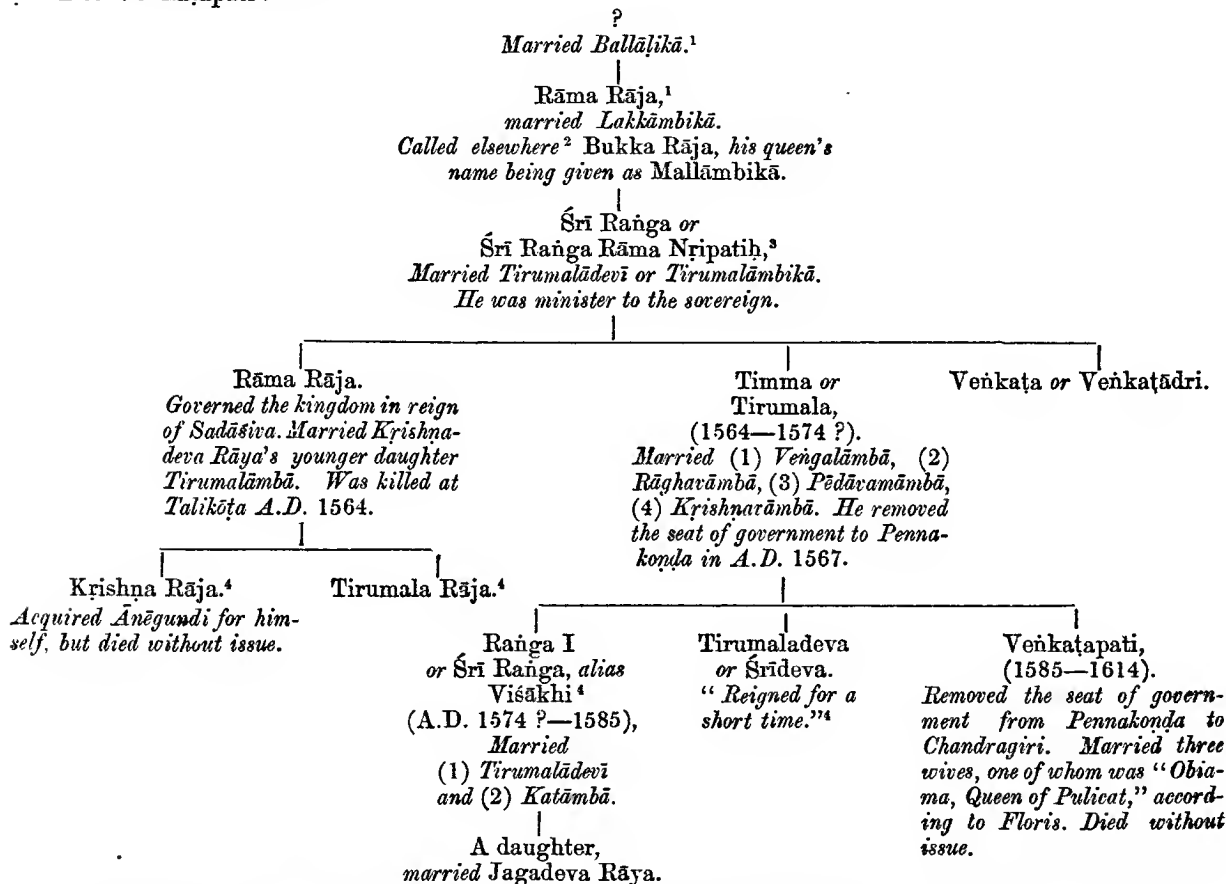 ?
Married Ballāḷikā.¹
Rāma Rāja,¹
married Lakkāmbikā.
Called elsewhere² Bukka Rāja, his queen's
name being given as Mallāmbikā.
Śrī Raṅga or
Śrī Raṅga Rāma Nṛipatiḥ,³
Married Tirumalādevī or Tirumalāmbikā.
He was minister to the sovereign.
Rāma Rāja.
Governed the kingdom in reign
of Sadāśiva. Married Kṛishṇa-
deva Rāya's younger daughter
Tirumalāmbā. Was killed at
Talikōṭa A.D. 1564.
Timma or
Tirumala,
(1564—1574 ?).
Married (1) Veṅgalāmbā, (2)
Rāghavāmbā, (3) Pēdāvamāmbā,
(4) Kṛishṇavāmbā. He removed
the seat of government to Penna-
koṇḍa in A.D. 1567.
Veṅkaṭa or Veṅkaṭādri.
Kṛishṇa Rāja.⁴
Acquired Ānēgundi for him-
self, but died without issue.
Tirumala Rāja.⁴
Raṅga I
or Śrī Raṅga, alias
Viśākhi⁴
(A.D. 1574 ?—1585),
Married
(1) Tirumalādevī
and (2) Katāmbā.
Tirumaladeva
or Śrīdeva.
"Reigned for a
short time."⁴
Veṅkaṭapati,
(1585—1614).
Removed the seat of govern-
ment from Pennakoṇḍa to
Chandragiri. Married three
wives, one of whom was "Obia-
ma, Queen of Pulicat," accord-
ing to Floris. Died without
issue.
A daughter,
married Jagadeva Rāya.